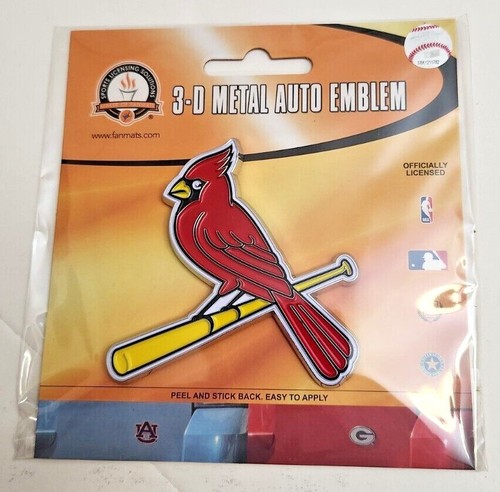 SPORTS LICENSING SOLUTIONS
www.fanmats.com
3-D METAL AUTO EMBLEM
OFFICIALLY
LICENSED
NBA
PEEL AND STICK BACK. EASY TO APPLY
AU
G